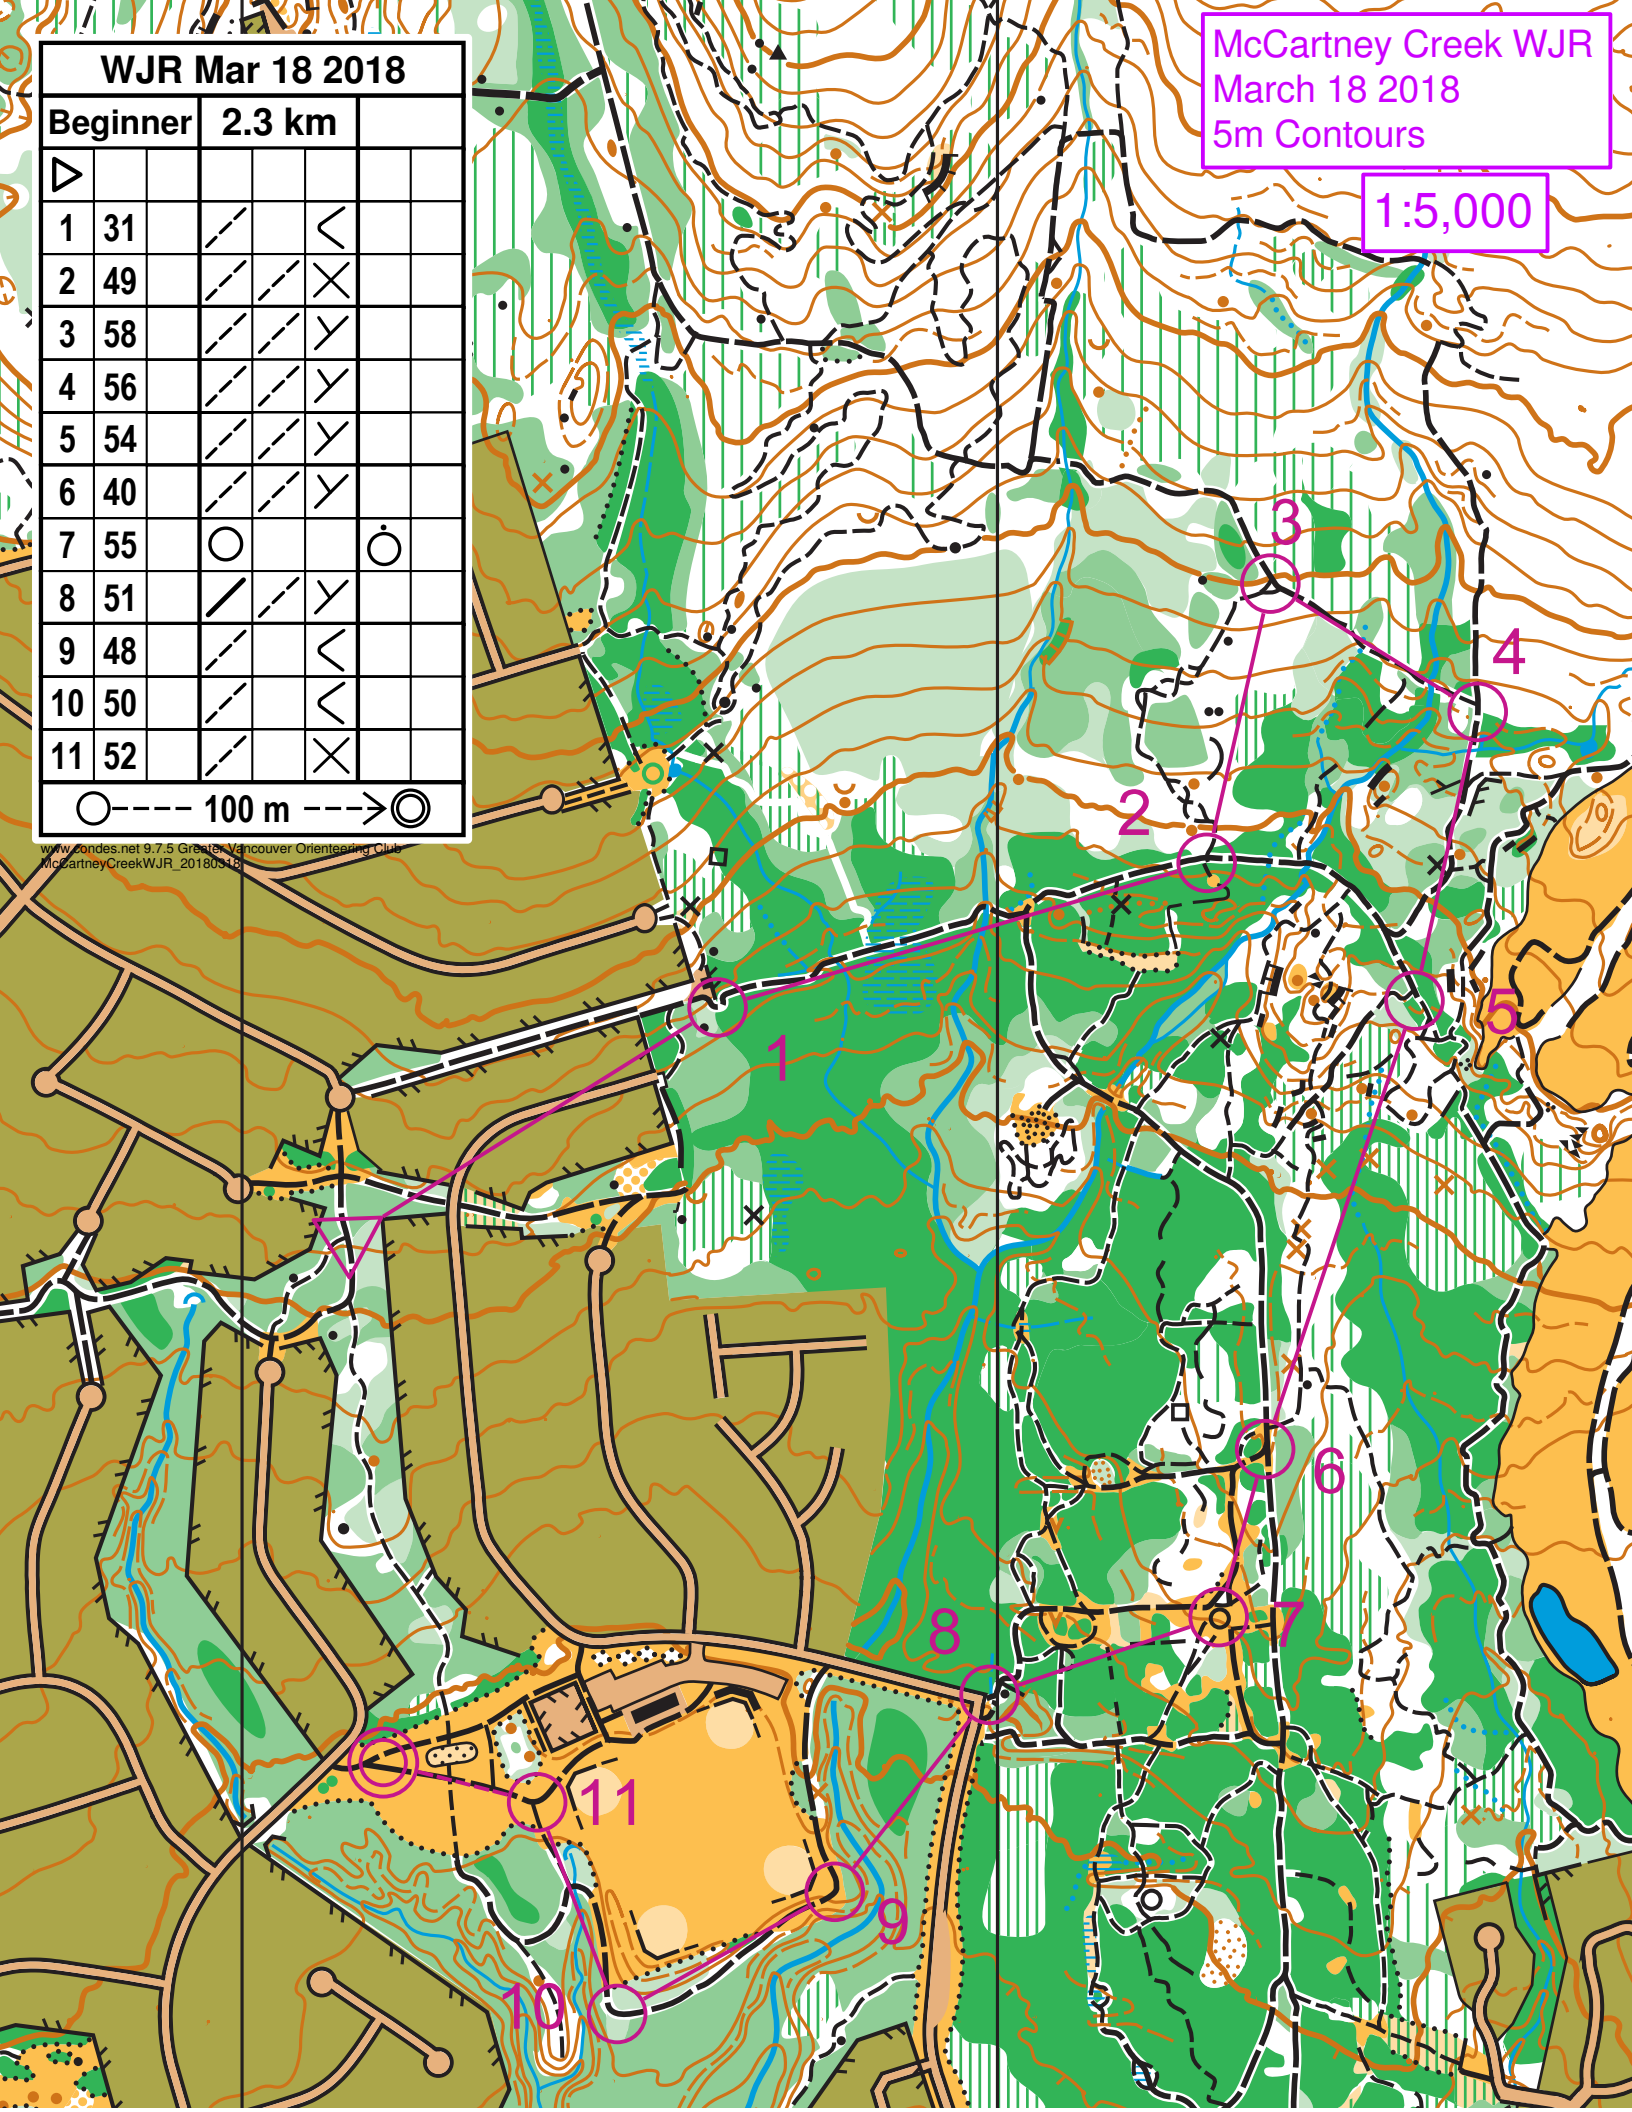 WJR Mar 18 2018
Beginner 2.3 km
1 31
2 49
3 58
4 56
5 54
6 40
7 55
8 51
9 48
10 50
11 52
100 m
www.condes.net 9.7.5 Greater Vancouver Orienteering Club
McCartneyCreekWJR_20180318
McCartney Creek WJR
March 18 2018
5m Contours
1:5,000
3
4
2
5
1
6
7
8
11
9
10